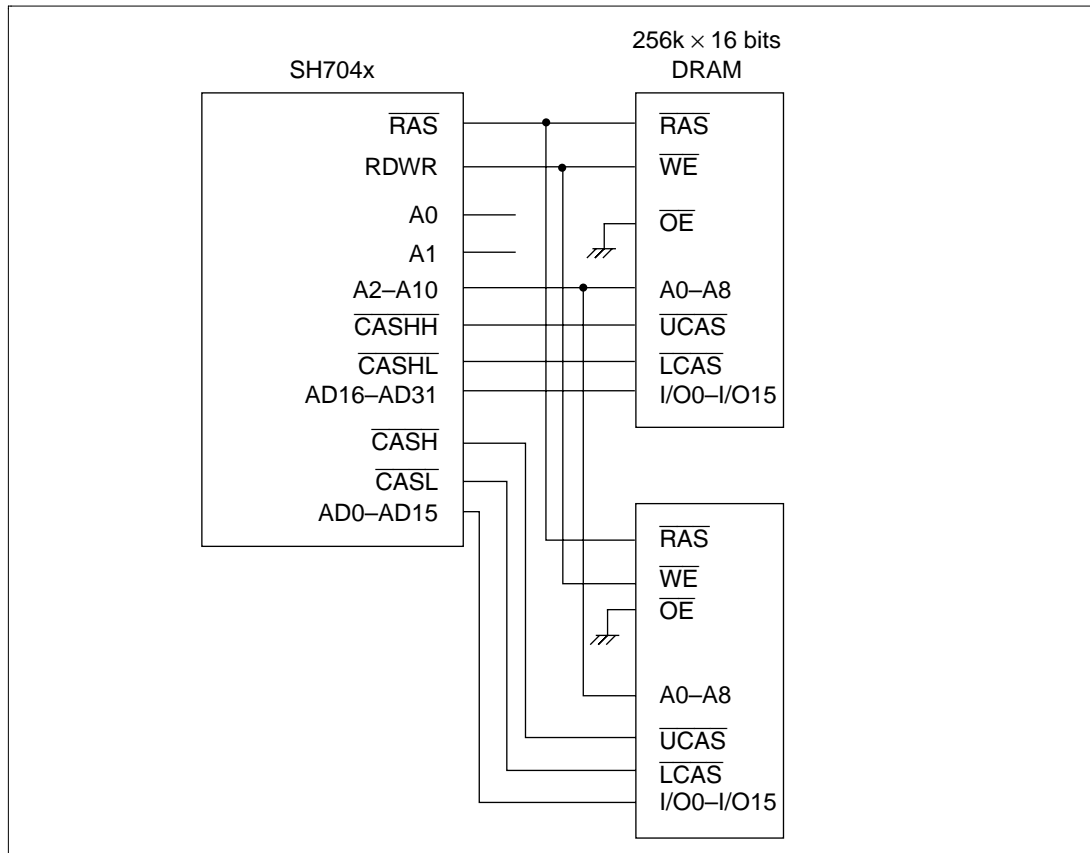 256k × 16 bits
DRAM
SH704x
RAS
RDWR
A0
A1
A2–A10
CASHH
CASHL
AD16–AD31
CASH
CASL
AD0–AD15
RAS
WE
OE
A0–A8
UCAS
LCAS
I/O0–I/O15
RAS
WE
OE
A0–A8
UCAS
LCAS
I/O0–I/O15